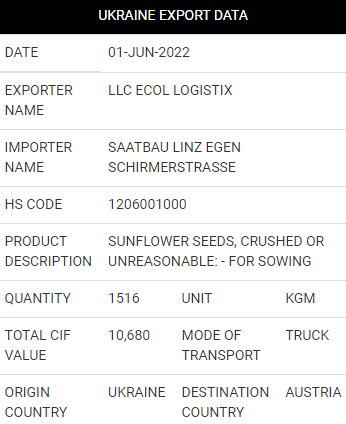 UKRAINE EXPORT DATA
DATE 01-JUN-2022
EXPORTER NAME LLC ECOL LOGISTIX
IMPORTER NAME SAATBAU LINZ EGEN SCHIRMERSTRASSE
HS CODE 1206001000
PRODUCT DESCRIPTION SUNFLOWER SEEDS, CRUSHED OR UNREASONABLE: - FOR SOWING
QUANTITY 1516 UNIT KGM
TOTAL CIF VALUE 10,680 MODE OF TRANSPORT TRUCK
ORIGIN COUNTRY UKRAINE DESTINATION COUNTRY AUSTRIA